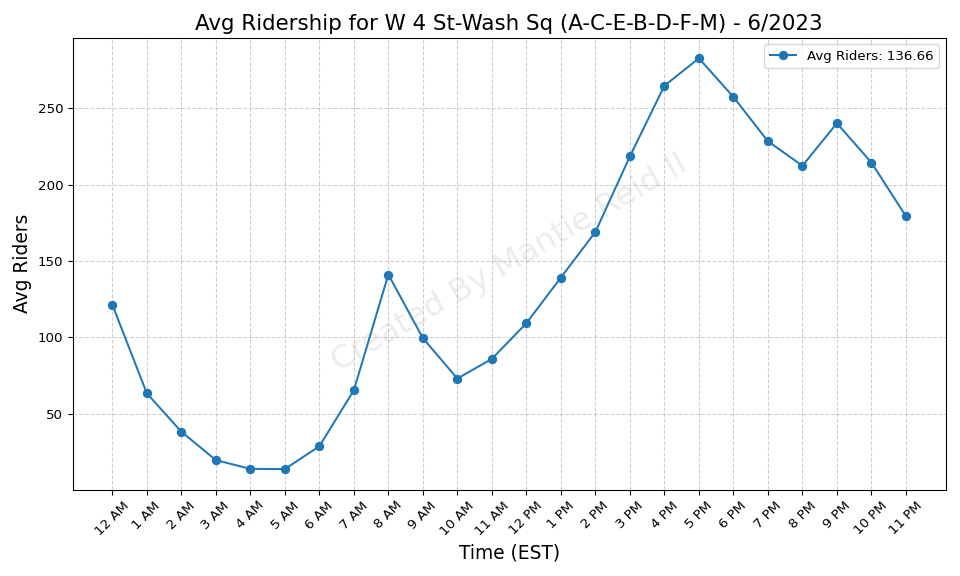 Avg Ridership for W 4 St-Wash Sq (A-C-E-B-D-F-M) - 6/2023
Avg Riders: 136.66
250
200
150
100
50
Avg Riders
Created By Mantle Reid II
12 AM
1 AM
2 AM
3 AM
4 AM
5 AM
6 AM
7 AM
8 AM
9 AM
10 AM
11 AM
12 PM
1 PM
2 PM
3 PM
4 PM
5 PM
6 PM
7 PM
8 PM
9 PM
10 PM
11 PM
Time (EST)